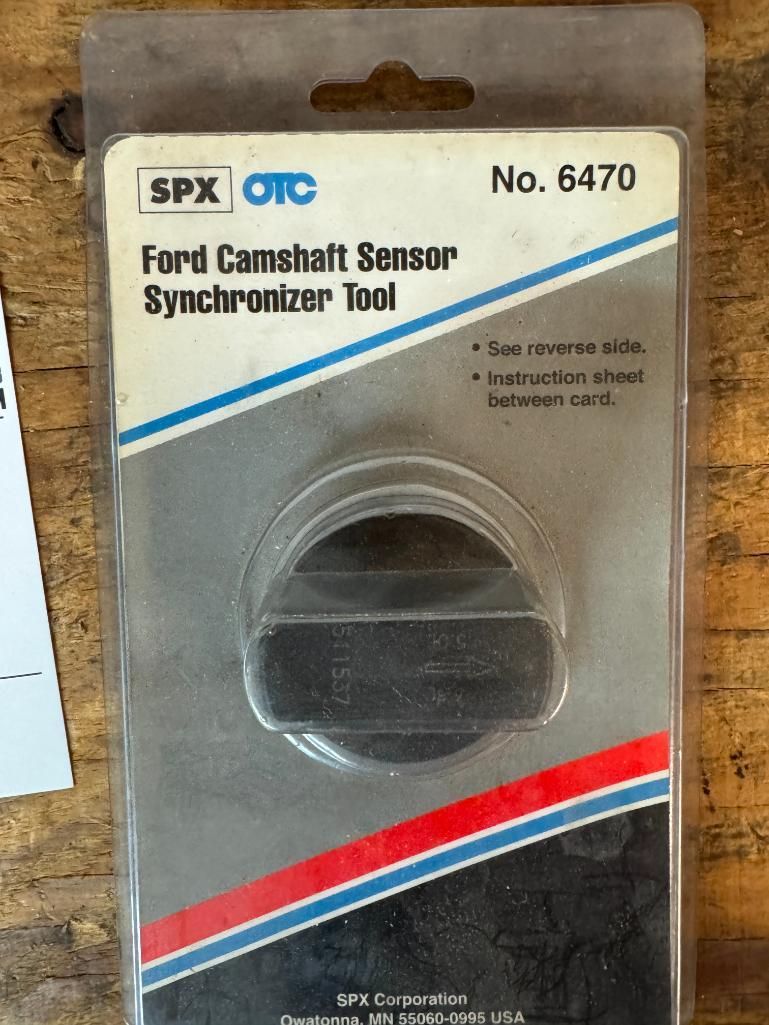 SPX OTC
No. 6470
Ford Camshaft Sensor
Synchronizer Tool
• See reverse side.
• Instruction sheet
between card.
511537
SPX Corporation
Owatonna, MN 55060-0995 USA